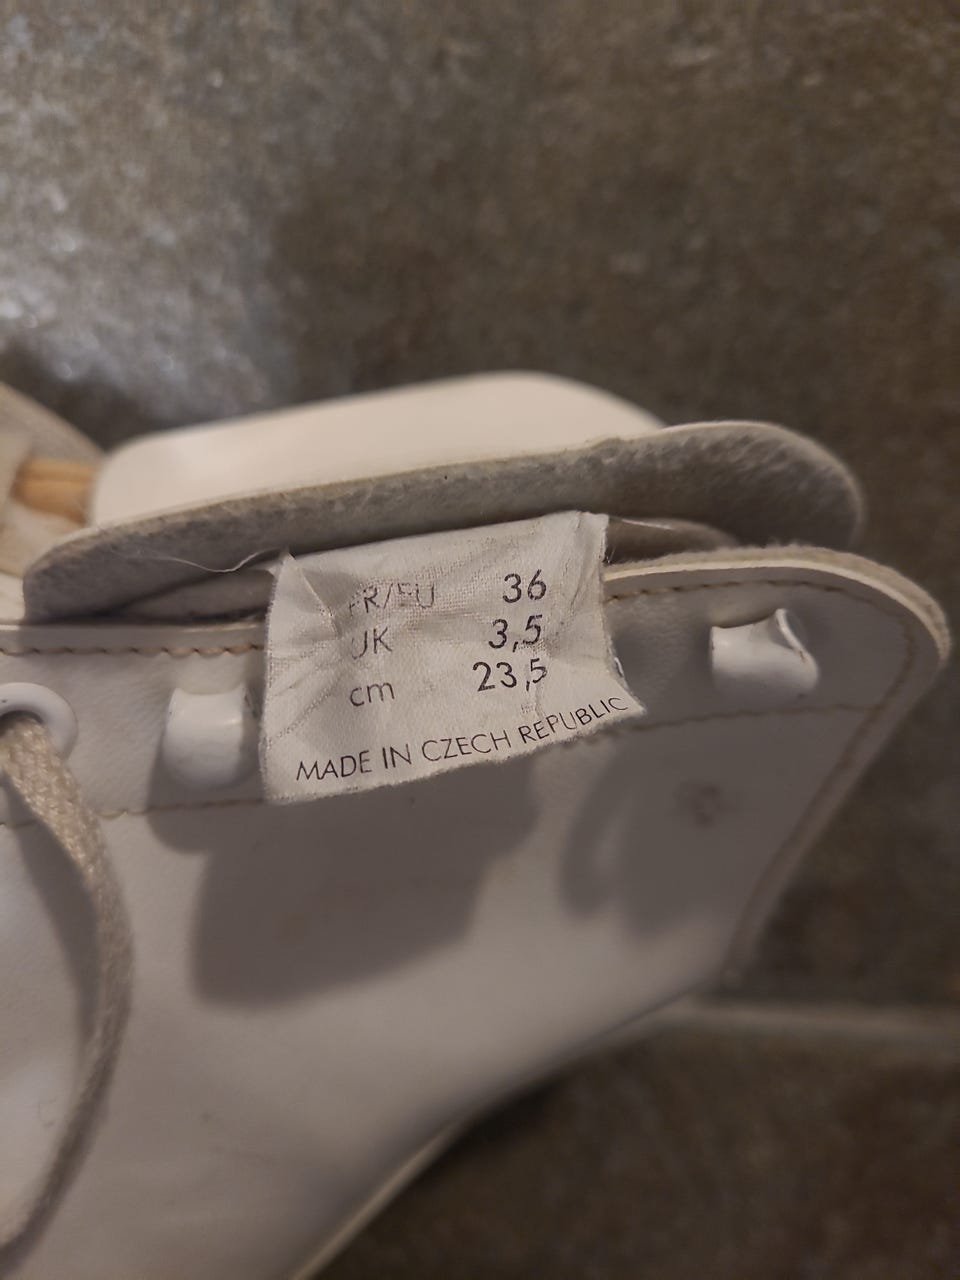 FR/EU 36
UK 3,5
cm 23,5
MADE IN CZECH REPUBLIC